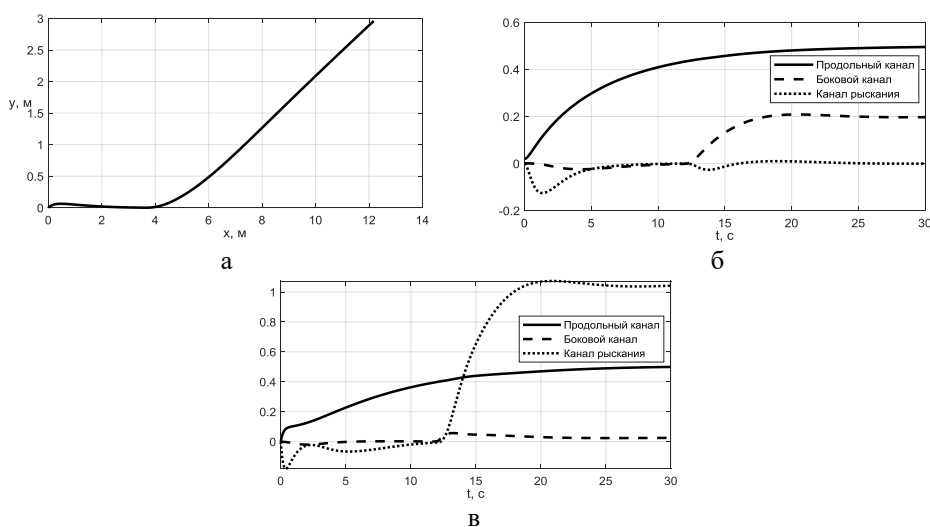 3
2.5
2
y, м
1.5
1
0.5
0
0 2 4 6 8 10 12 14
x, м
а
0.6
0.4
0.2
0
-0.2
Продольный канал
Боковой канал
Канал рыскания
0 5 10 15 20 25 30
t, с
б
1
0.8
0.6
0.4
0.2
0
Продольный канал
Боковой канал
Канал рыскания
0 5 10 15 20 25 30
t, с
в